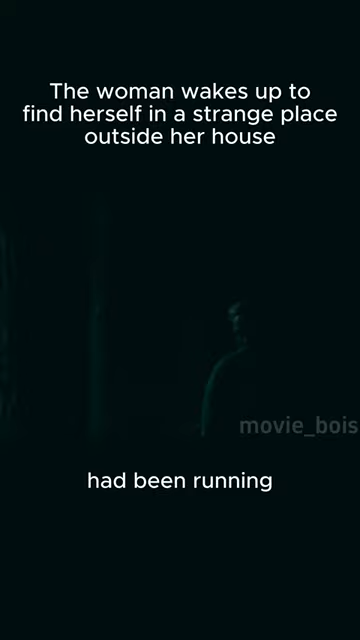 The woman wakes up to
find herself in a strange place
outside her house
movie_bois
had been running